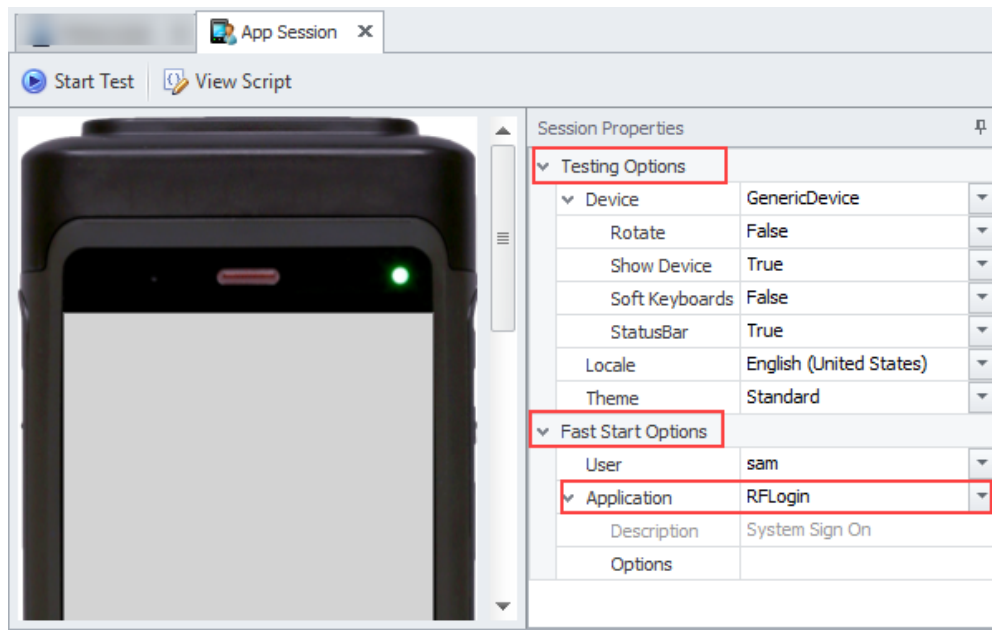 App Session
Start Test View Script
Session Properties
Testing Options
Device GenericDevice
Rotate False
Show Device True
Soft Keyboards False
StatusBar True
Locale English (United States)
Theme Standard
Fast Start Options
User sam
Application RFLogin
Description System Sign On
Options